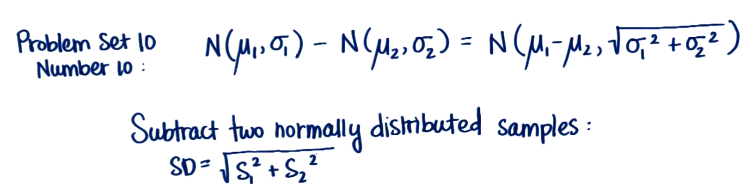 Problem Set 10 N(μ₁,σ₁) - N(μ₂,σ₂) = N(μ₁-μ₂, √σ₁² + σ₂²)
Number 10 :
Subtract two normally distributed samples :
SD = √S₁² + S₂²